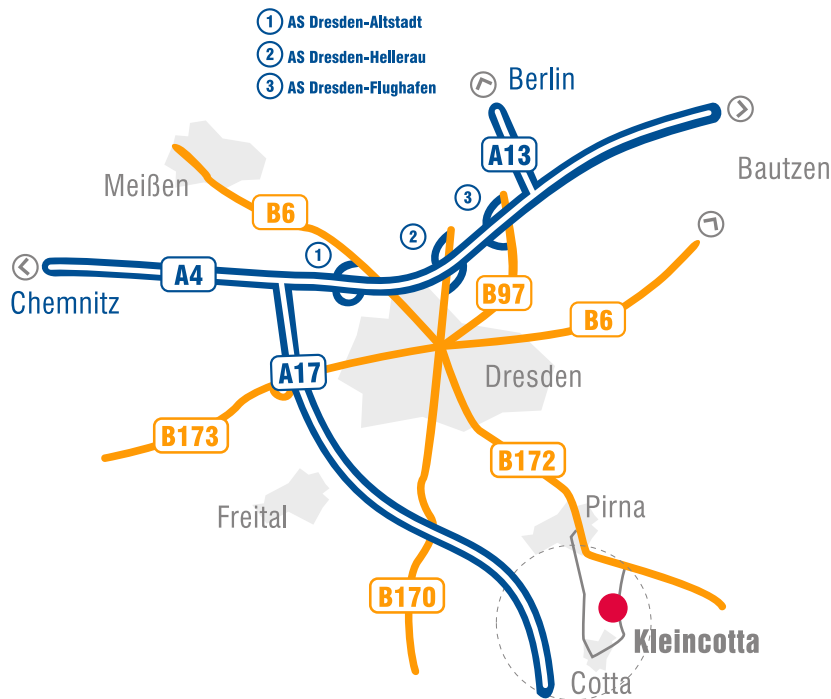 1 AS Dresden-Altstadt
2 AS Dresden-Hellerau
3 AS Dresden-Flughafen
Berlin
A13
Bautzen
Meißen
B6
3
2
1
A4
Chemnitz
B97
B6
A17
Dresden
B173
B172
Freital
Pirna
B170
Kleincotta
Cotta